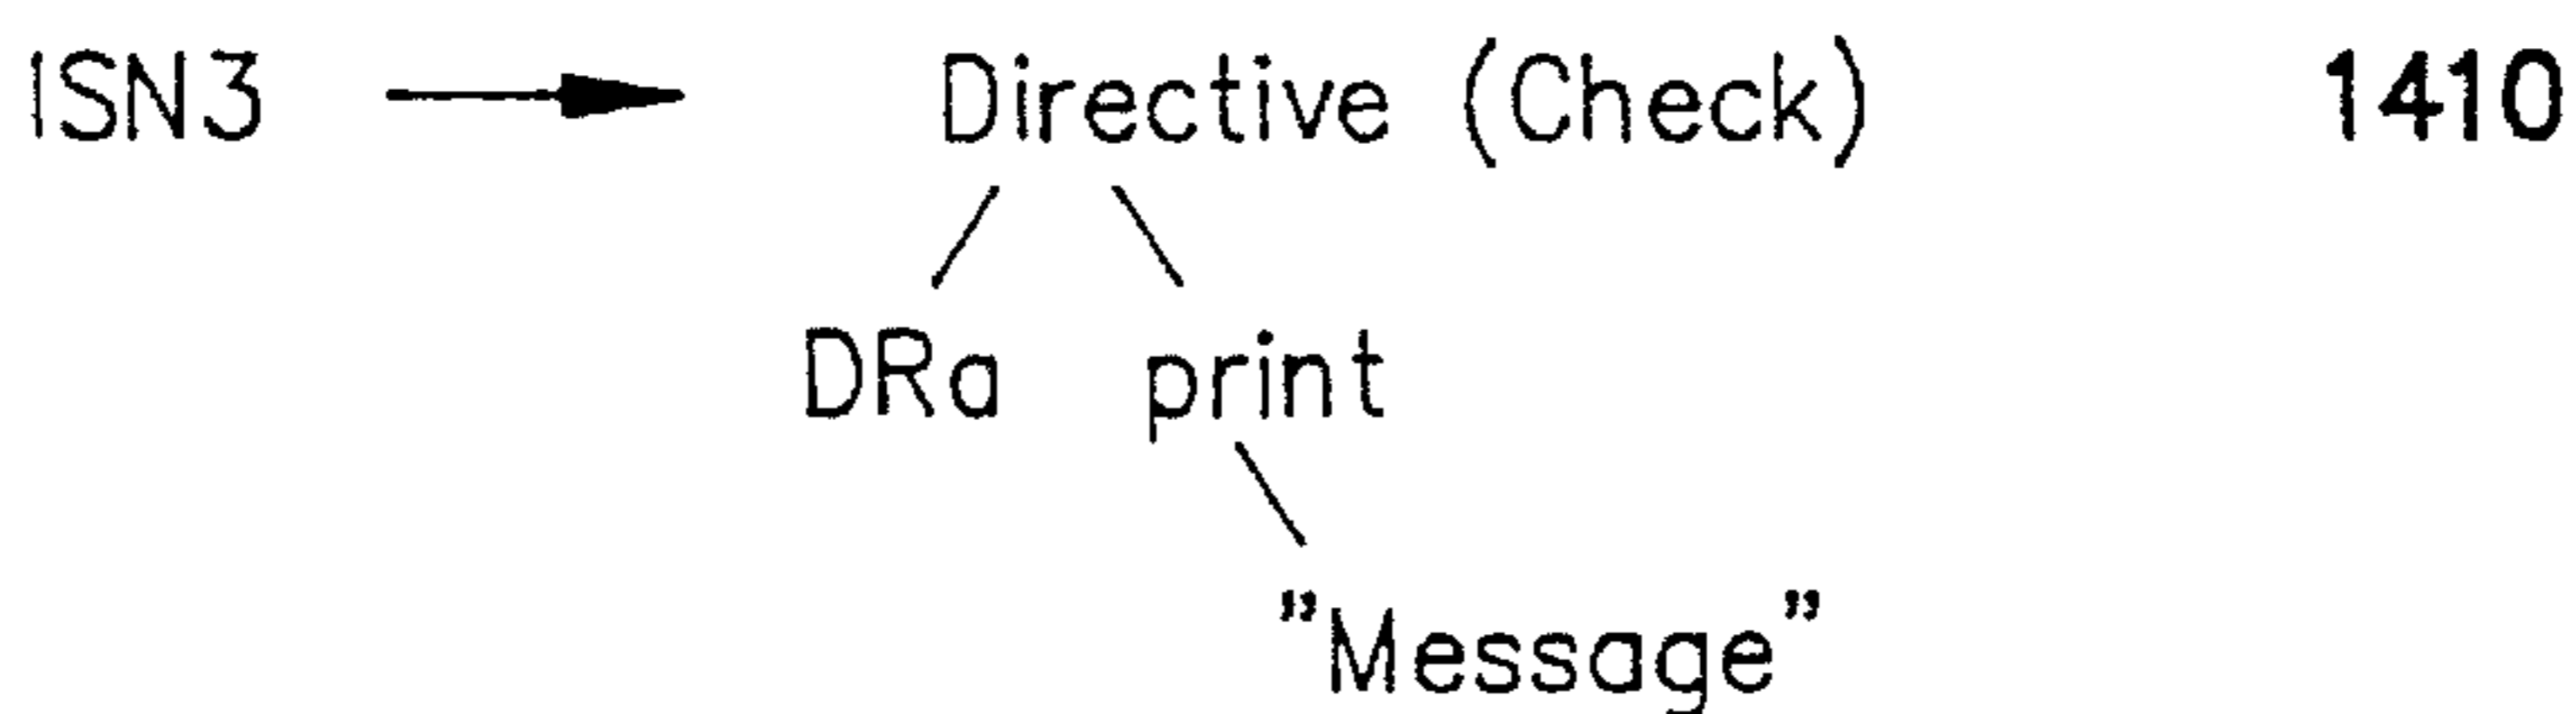 ISN3 Directive (Check) 1410
DRa print
"Message"